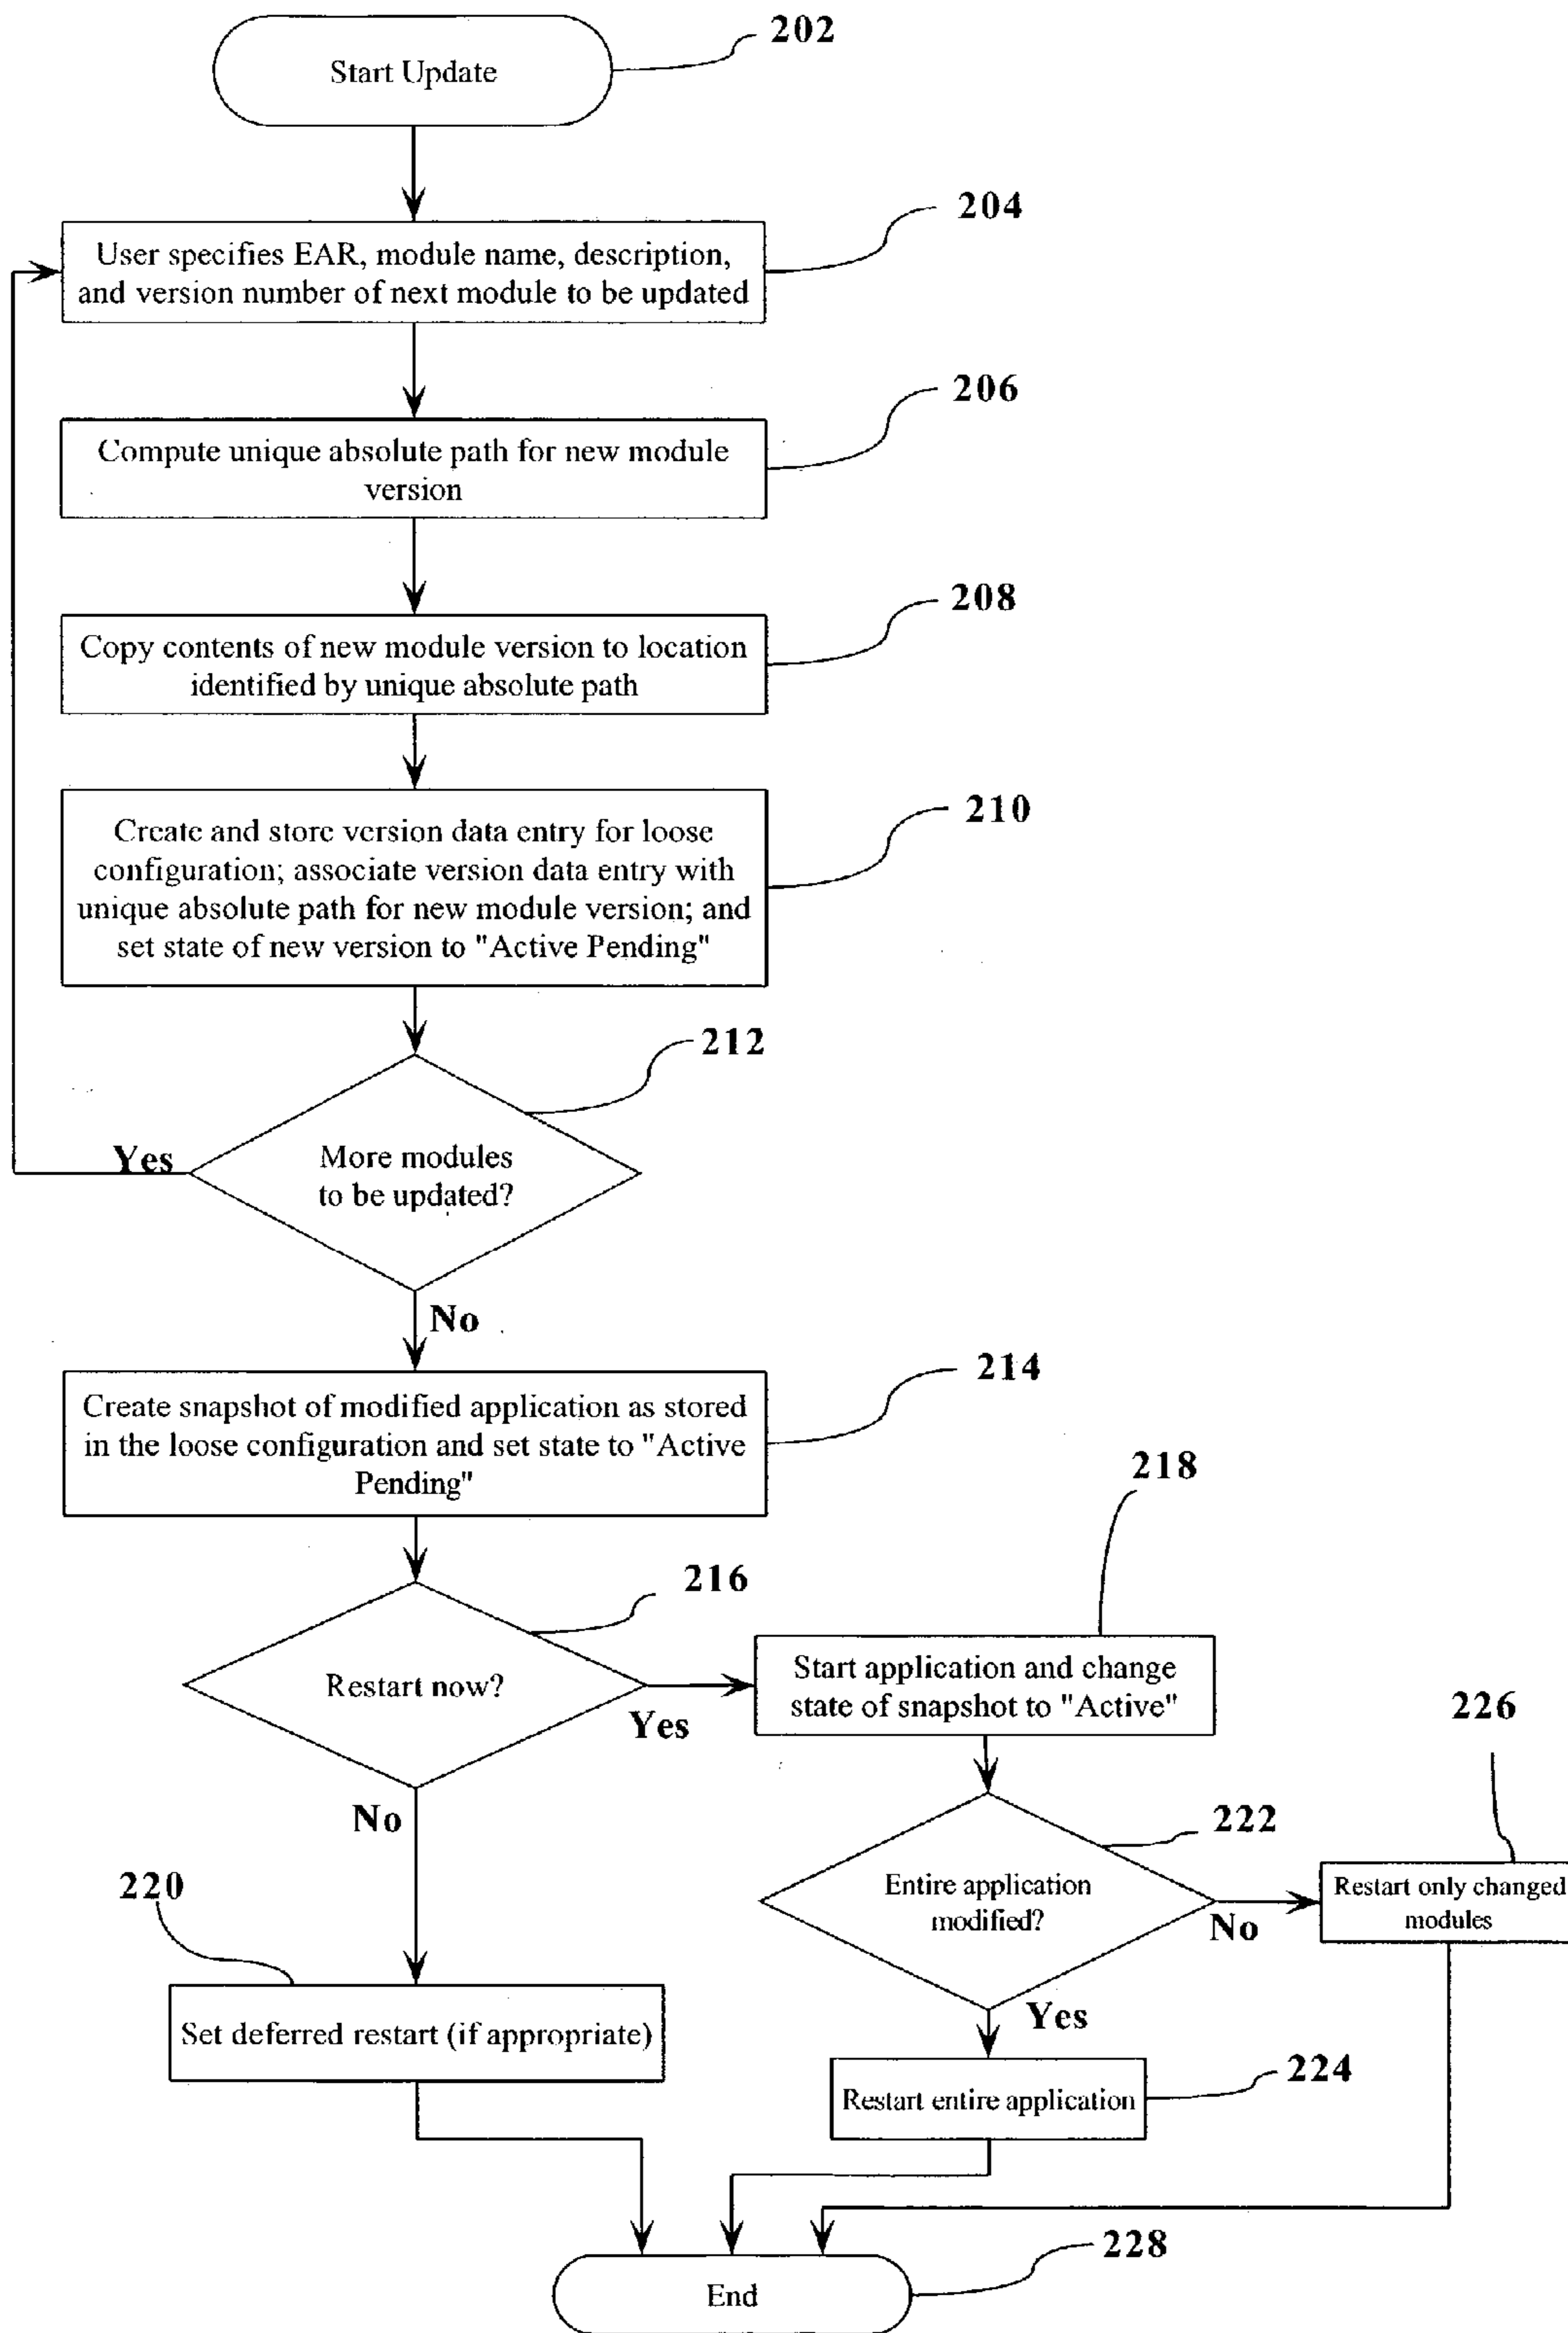 202
Start Update
204
User specifies EAR, module name, description,
and version number of next module to be updated
206
Compute unique absolute path for new module
version
208
Copy contents of new module version to location
identified by unique absolute path
210
Create and store version data entry for loose
configuration; associate version data entry with
unique absolute path for new module version; and
set state of new version to "Active Pending"
212
Yes
More modules
to be updated?
No
214
Create snapshot of modified application as stored
in the loose configuration and set state to "Active
Pending"
218
216
Restart now?
Yes
Start application and change
state of snapshot to "Active"
226
No
222
220
Entire application
modified?
No
Restart only changed
modules
Set deferred restart (if appropriate)
Yes
224
Restart entire application
228
End